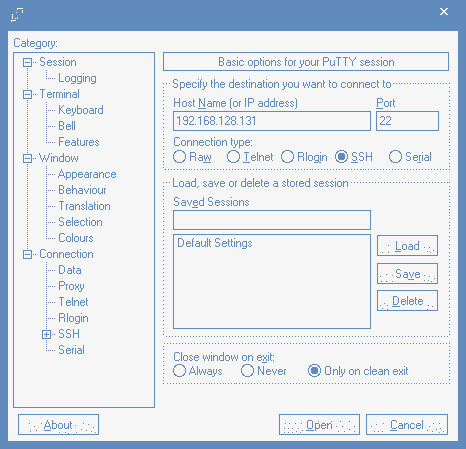 Category:
Session
Logging
Terminal
Keyboard
Bell
Features
Window
Appearance
Behaviour
Translation
Selection
Colours
Connection
Data
Proxy
Telnet
Rlogin
SSH
Serial
Basic options for your PuTTY session
Specify the destination you want to connect to
Host Name (or IP address) Port
192.168.128.131 22
Connection type:
Raw Telnet Rlogin SSH Serial
Load, save or delete a stored session
Saved Sessions
Default Settings
Load
Save
Delete
Close window on exit:
Always Never Only on clean exit
About Open Cancel